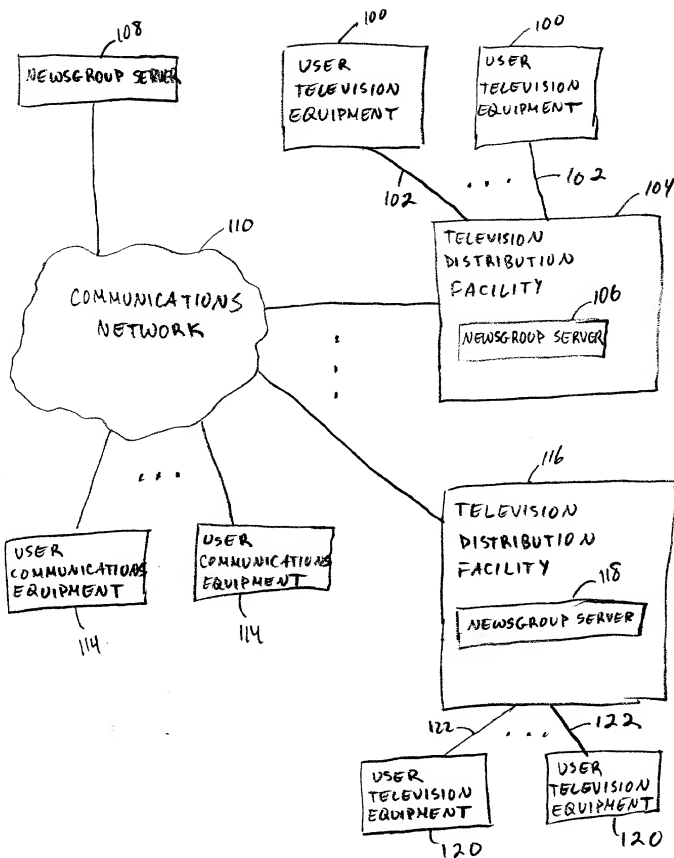 108
NEWSGROUP SERVER
100
USER
TELEVISION
EQUIPMENT
100
USER
TELEVISION
EQUIPMENT
102
...
102
104
TELEVISION
DISTRIBUTION
FACILITY
106
NEWSGROUP SERVER
110
COMMUNICATIONS
NETWORK
...
116
TELEVISION
DISTRIBUTION
FACILITY
118
NEWSGROUP SERVER
...
USER
COMMUNICATIONS
EQUIPMENT
114
USER
COMMUNICATIONS
EQUIPMENT
114
122
...
122
USER
TELEVISION
EQUIPMENT
120
USER
TELEVISION
EQUIPMENT
120